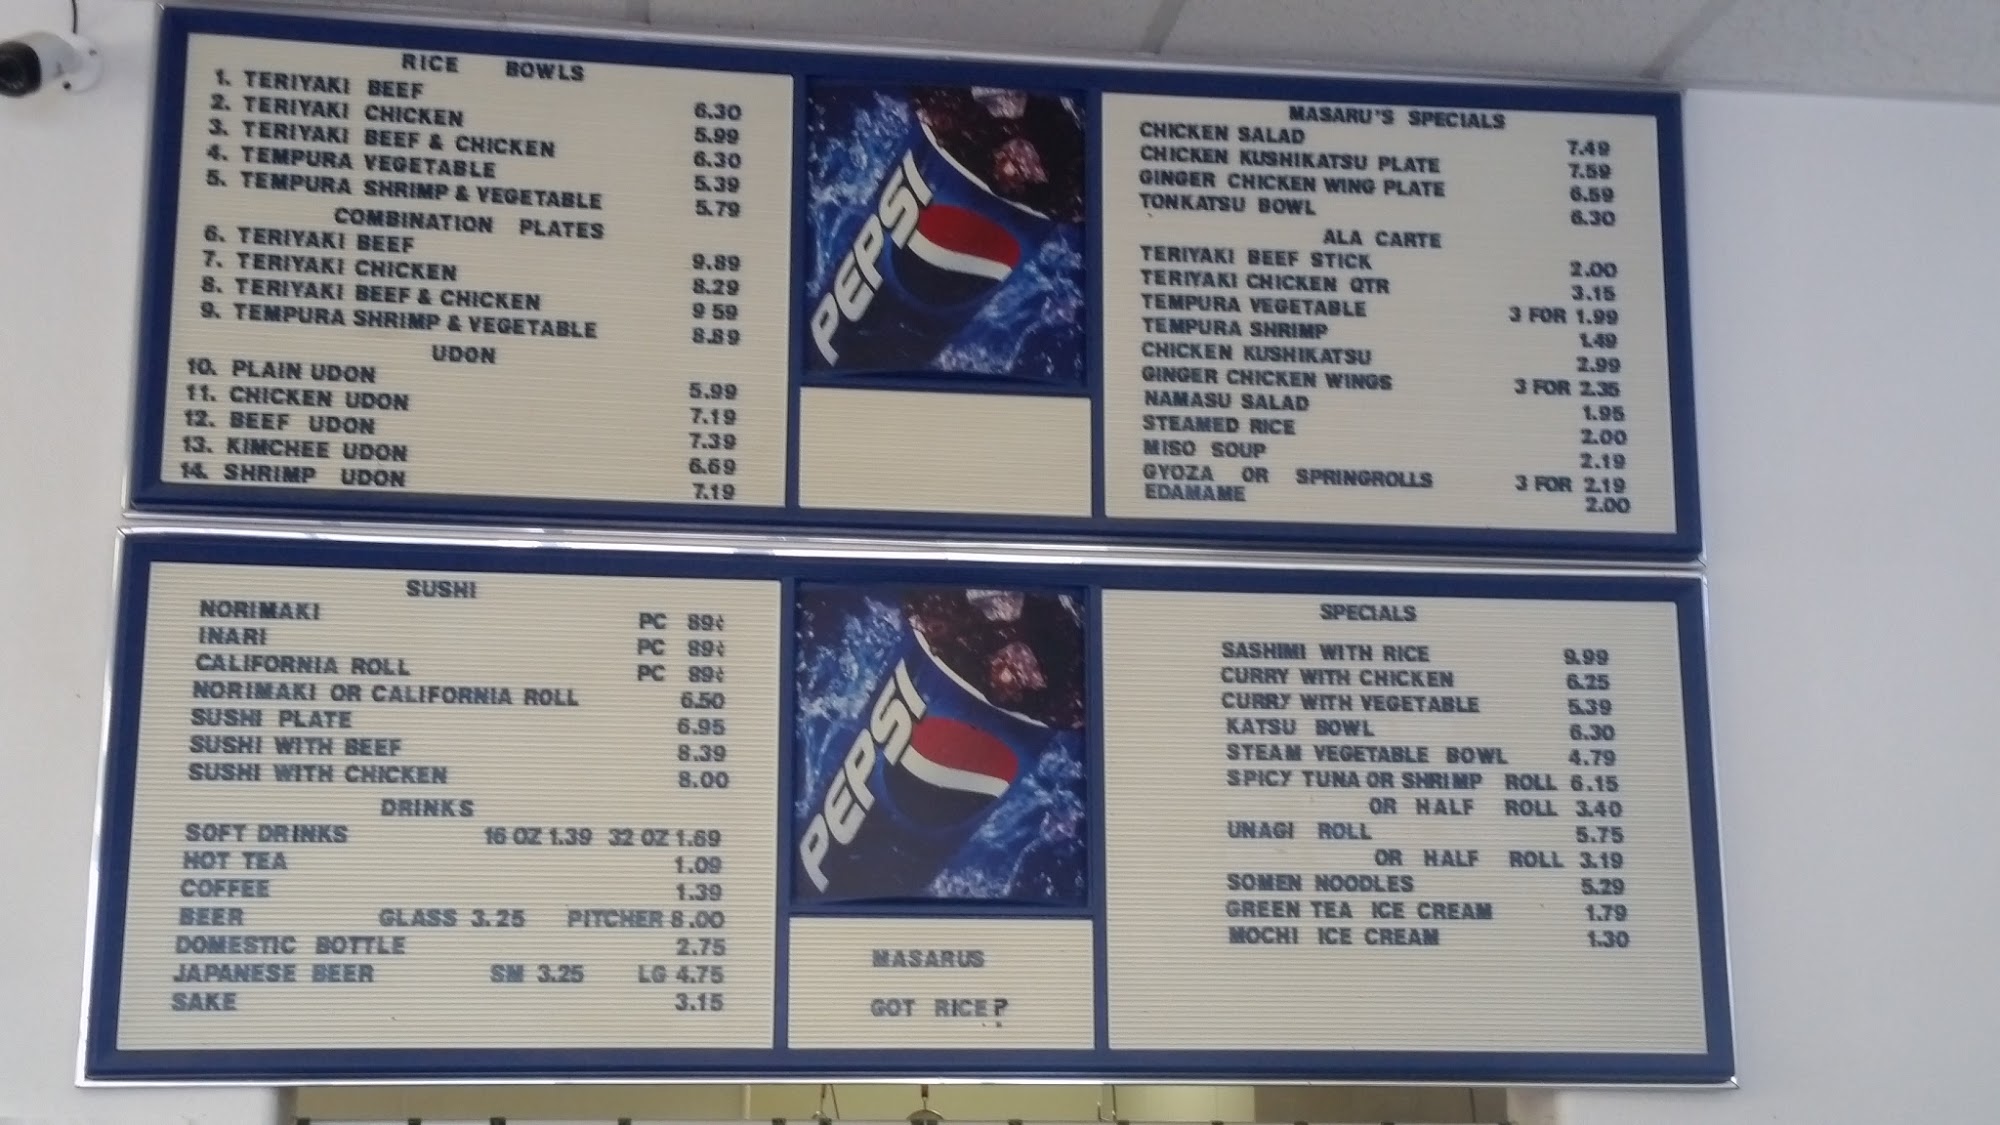 RICE BOWLS
1. TERIYAKI BEEF 6.30
2. TERIYAKI CHICKEN 5.99
3. TERIYAKI BEEF & CHICKEN 6.30
4. TEMPURA VEGETABLE 5.39
5. TEMPURA SHRIMP & VEGETABLE 5.79
COMBINATION PLATES
6. TERIYAKI BEEF 9.89
7. TERIYAKI CHICKEN 8.29
8. TERIYAKI BEEF & CHICKEN 9 59
9. TEMPURA SHRIMP & VEGETABLE 8.89
UDON
10. PLAIN UDON 5.99
11. CHICKEN UDON 7.19
12. BEEF UDON 7.39
13. KIMCHEE UDON 6.69
14. SHRIMP UDON 7.19
PEPSI
MASARU'S SPECIALS
CHICKEN SALAD 7.49
CHICKEN KUSHIKATSU PLATE 7.59
GINGER CHICKEN WING PLATE 6.59
TONKATSU BOWL 6.30
ALA CARTE
TERIYAKI BEEF STICK 2.00
TERIYAKI CHICKEN QTR 3.15
TEMPURA VEGETABLE 3 FOR 1.99
TEMPURA SHRIMP 1.49
CHICKEN KUSHIKATSU 2.99
GINGER CHICKEN WINGS 3 FOR 2.35
NAMASU SALAD 1.95
STEAMED RICE 2.00
MISO SOUP 2.19
GYOZA OR SPRINGROLLS 3 FOR 2.19
EDAMAME 2.00
SUSHI
NORIMAKI PC 89¢
INARI PC 89¢
CALIFORNIA ROLL PC 89¢
NORIMAKI OR CALIFORNIA ROLL 6.50
SUSHI PLATE 6.95
SUSHI WITH BEEF 8.39
SUSHI WITH CHICKEN 8.00
DRINKS
SOFT DRINKS 16 OZ 1.39 32 OZ 1.69
HOT TEA 1.09
COFFEE 1.39
BEER GLASS 3.25 PITCHER 8.00
DOMESTIC BOTTLE 2.75
JAPANESE BEER SM 3.25 LG 4.75
SAKE 3.15
PEPSI
MASARUS
GOT RICE?
SPECIALS
SASHIMI WITH RICE 9.99
CURRY WITH CHICKEN 6.25
CURRY WITH VEGETABLE 5.39
KATSU BOWL 6.30
STEAM VEGETABLE BOWL 4.79
SPICY TUNA OR SHRIMP ROLL 6.15
OR HALF ROLL 3.40
UNAGI ROLL 5.75
OR HALF ROLL 3.19
SOMEN NOODLES 5.29
GREEN TEA ICE CREAM 1.79
MOCHI ICE CREAM 1.30